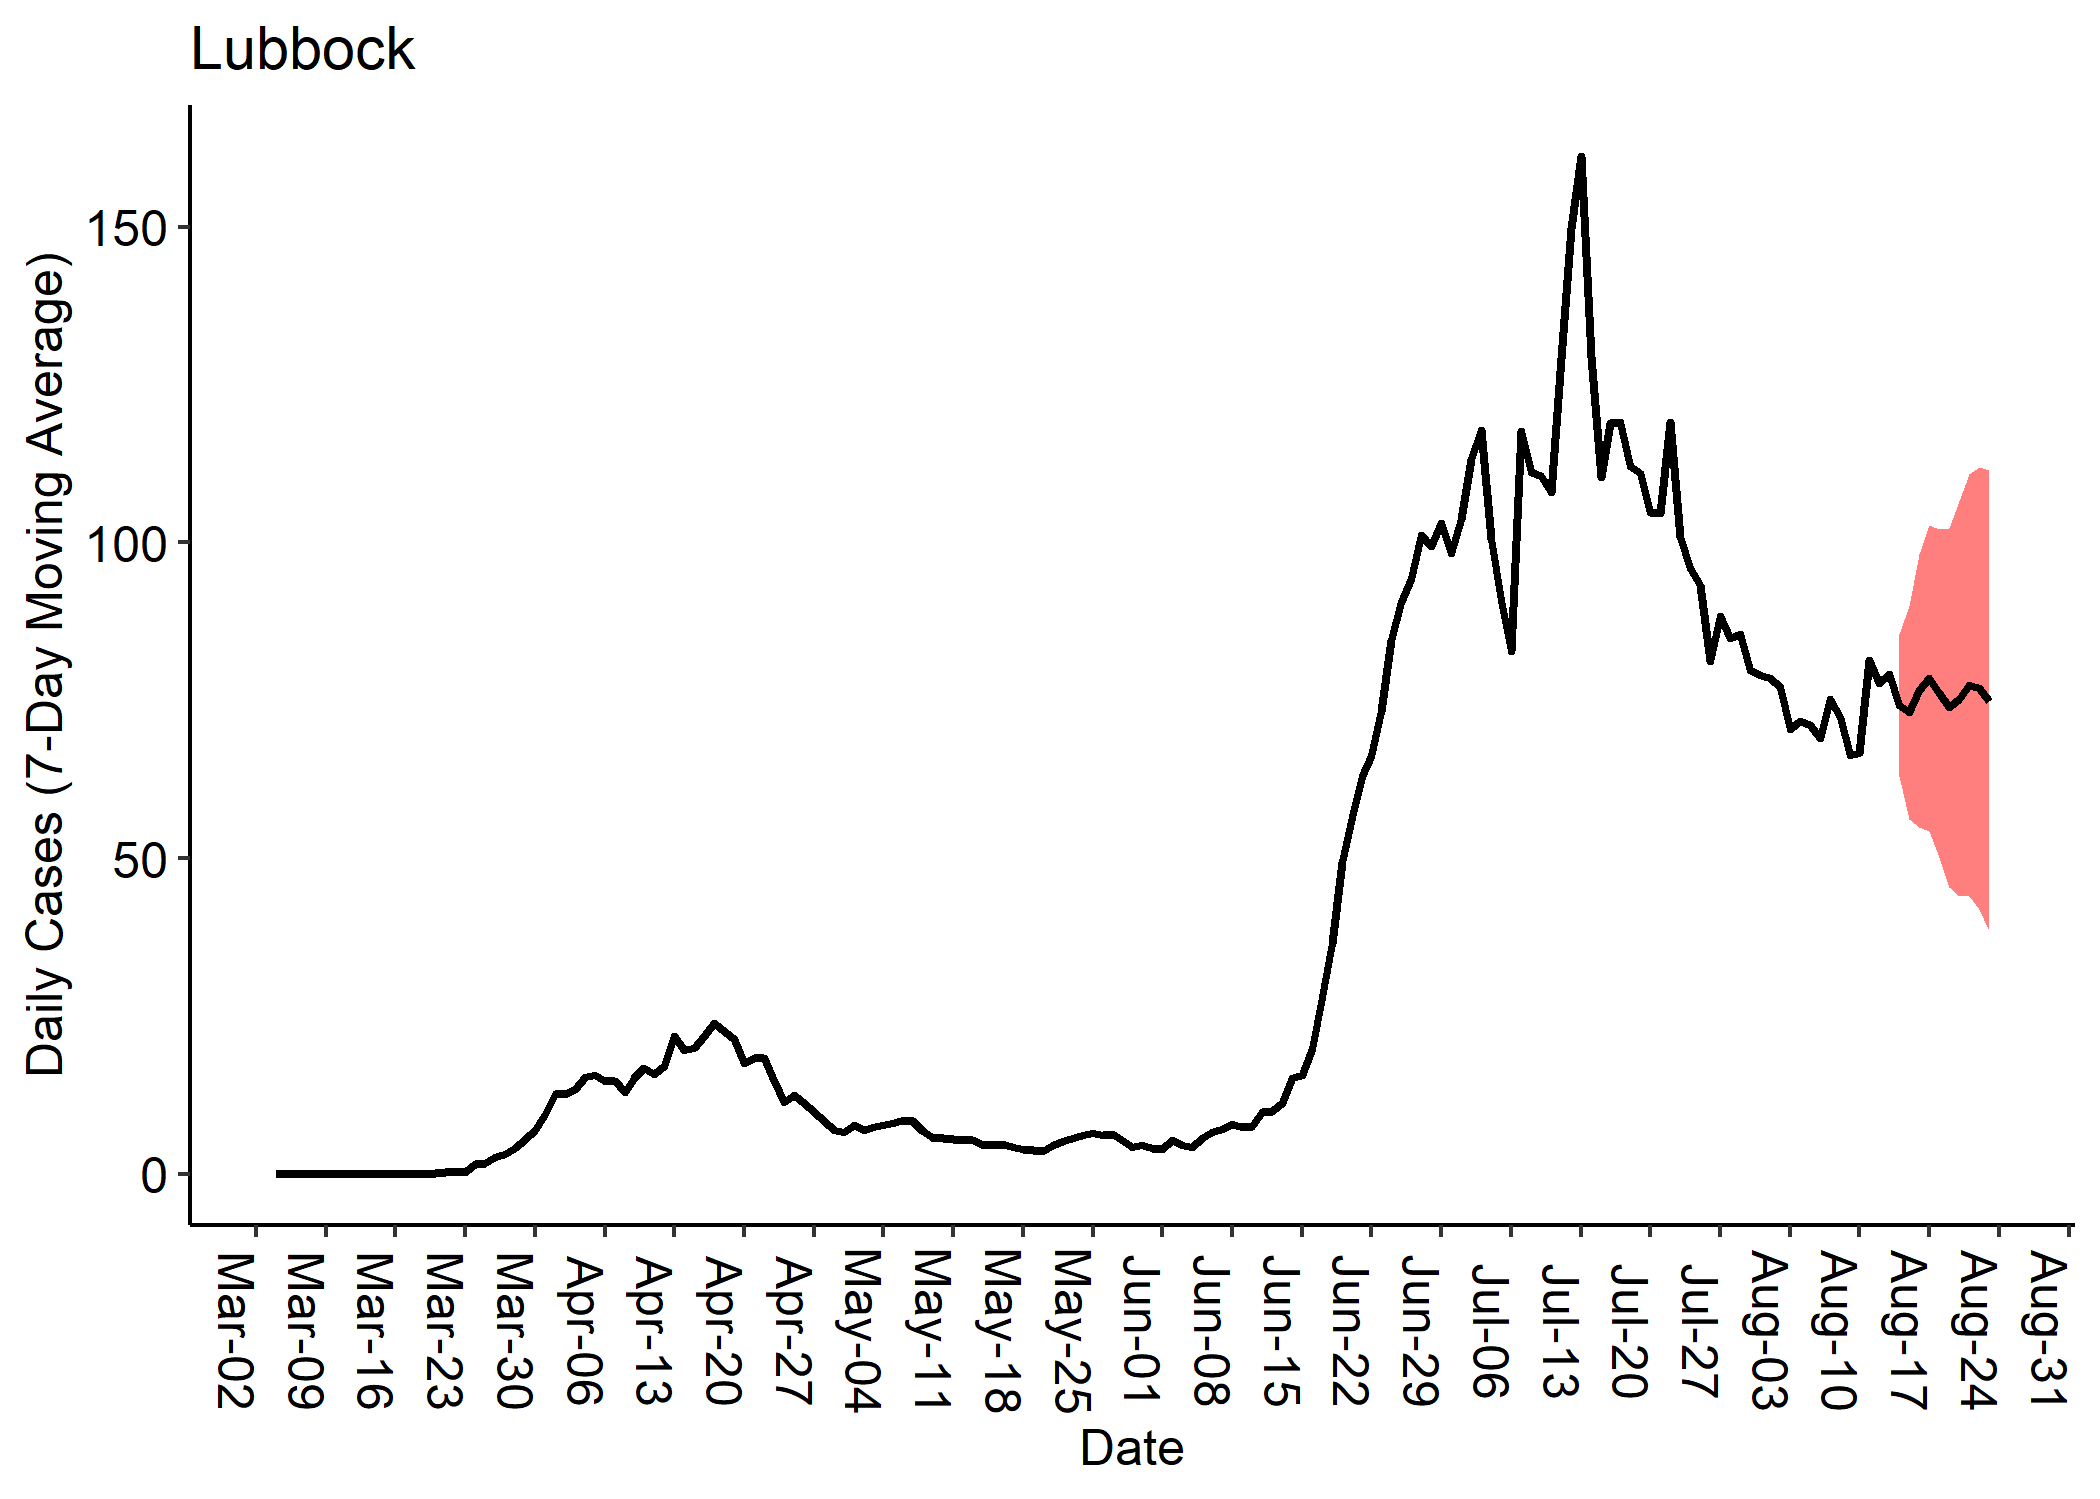 Lubbock
Daily Cases (7-Day Moving Average)
150
100
50
0
Mar-02
Mar-09
Mar-16
Mar-23
Mar-30
Apr-06
Apr-13
Apr-20
Apr-27
May-04
May-11
May-18
May-25
Jun-01
Jun-08
Jun-15
Jun-22
Jun-29
Jul-06
Jul-13
Jul-20
Jul-27
Aug-03
Aug-10
Aug-17
Aug-24
Aug-31
Date